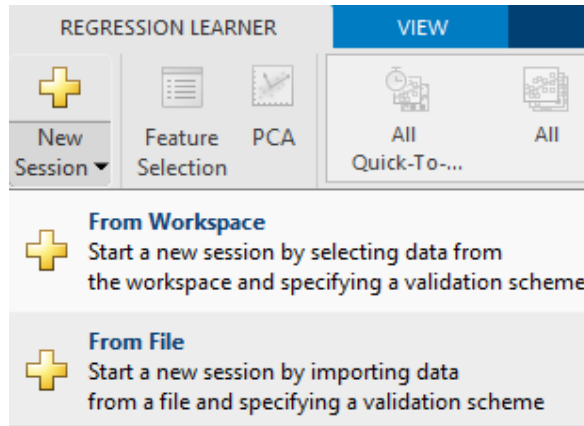 REGRESSION LEARNER VIEW
New Session
Feature Selection
PCA
All Quick-To-...
All
From Workspace
Start a new session by selecting data from
the workspace and specifying a validation scheme
From File
Start a new session by importing data
from a file and specifying a validation scheme